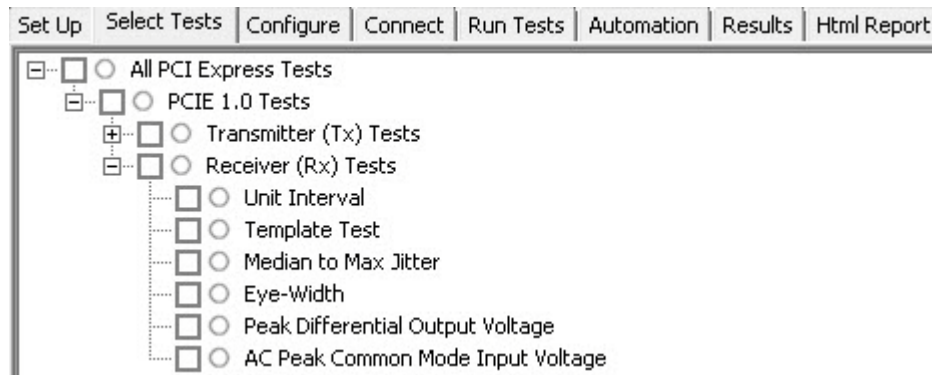 Set Up Select Tests Configure Connect Run Tests Automation Results Html Report
All PCI Express Tests
PCIE 1.0 Tests
Transmitter (Tx) Tests
Receiver (Rx) Tests
Unit Interval
Template Test
Median to Max Jitter
Eye-Width
Peak Differential Output Voltage
AC Peak Common Mode Input Voltage